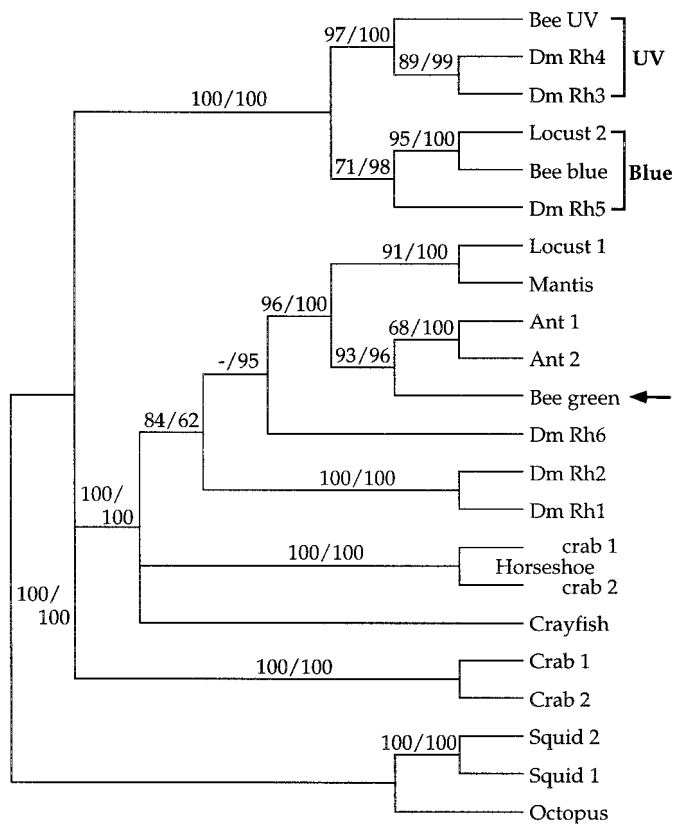 Bee UV
97/100
Dm Rh4
UV
89/99
Dm Rh3
100/100
Locust 2
95/100
Bee blue
Blue
71/98
Dm Rh5
Locust 1
91/100
Mantis
96/100
Ant 1
68/100
Ant 2
93/96
-/95
Bee green
84/62
Dm Rh6
Dm Rh2
100/100
Dm Rh1
100/
100
crab 1
100/100
Horseshoe
crab 2
100/
100
Crayfish
Crab 1
100/100
Crab 2
Squid 2
100/100
Squid 1
Octopus